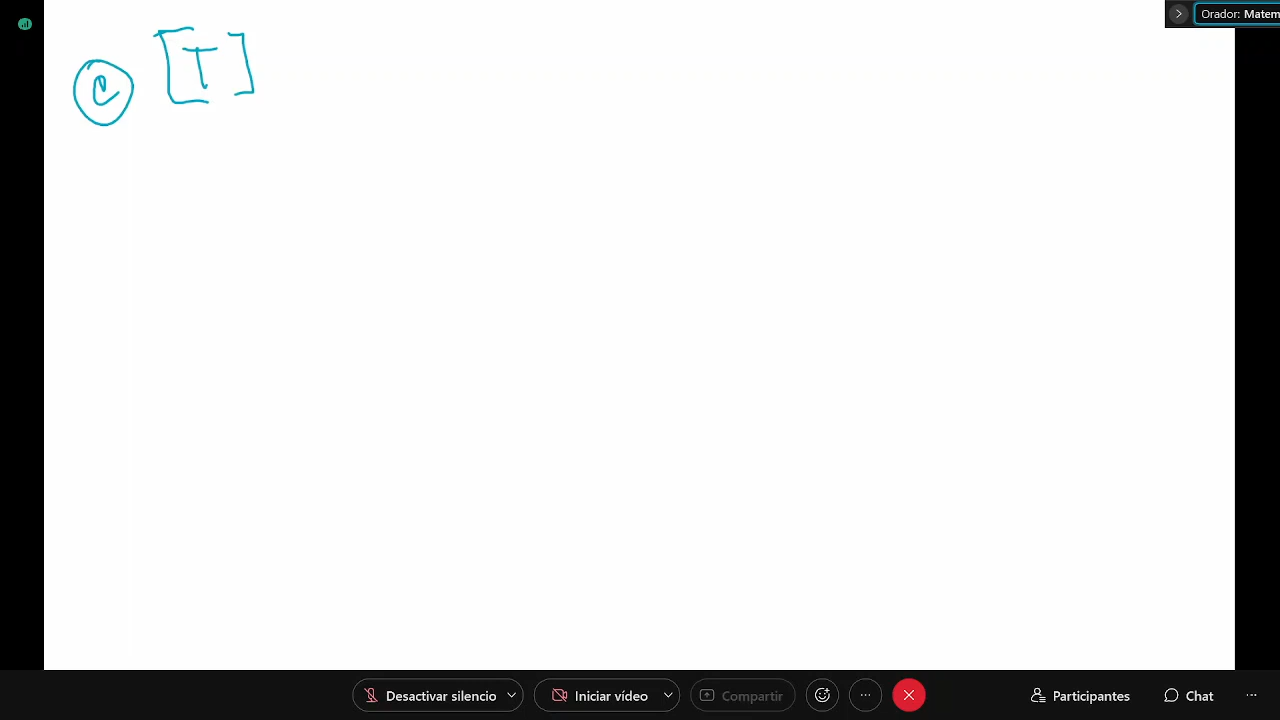 Orador: Matem
[T]
Desactivar silencio
Iniciar vídeo
Compartir
Participantes
Chat